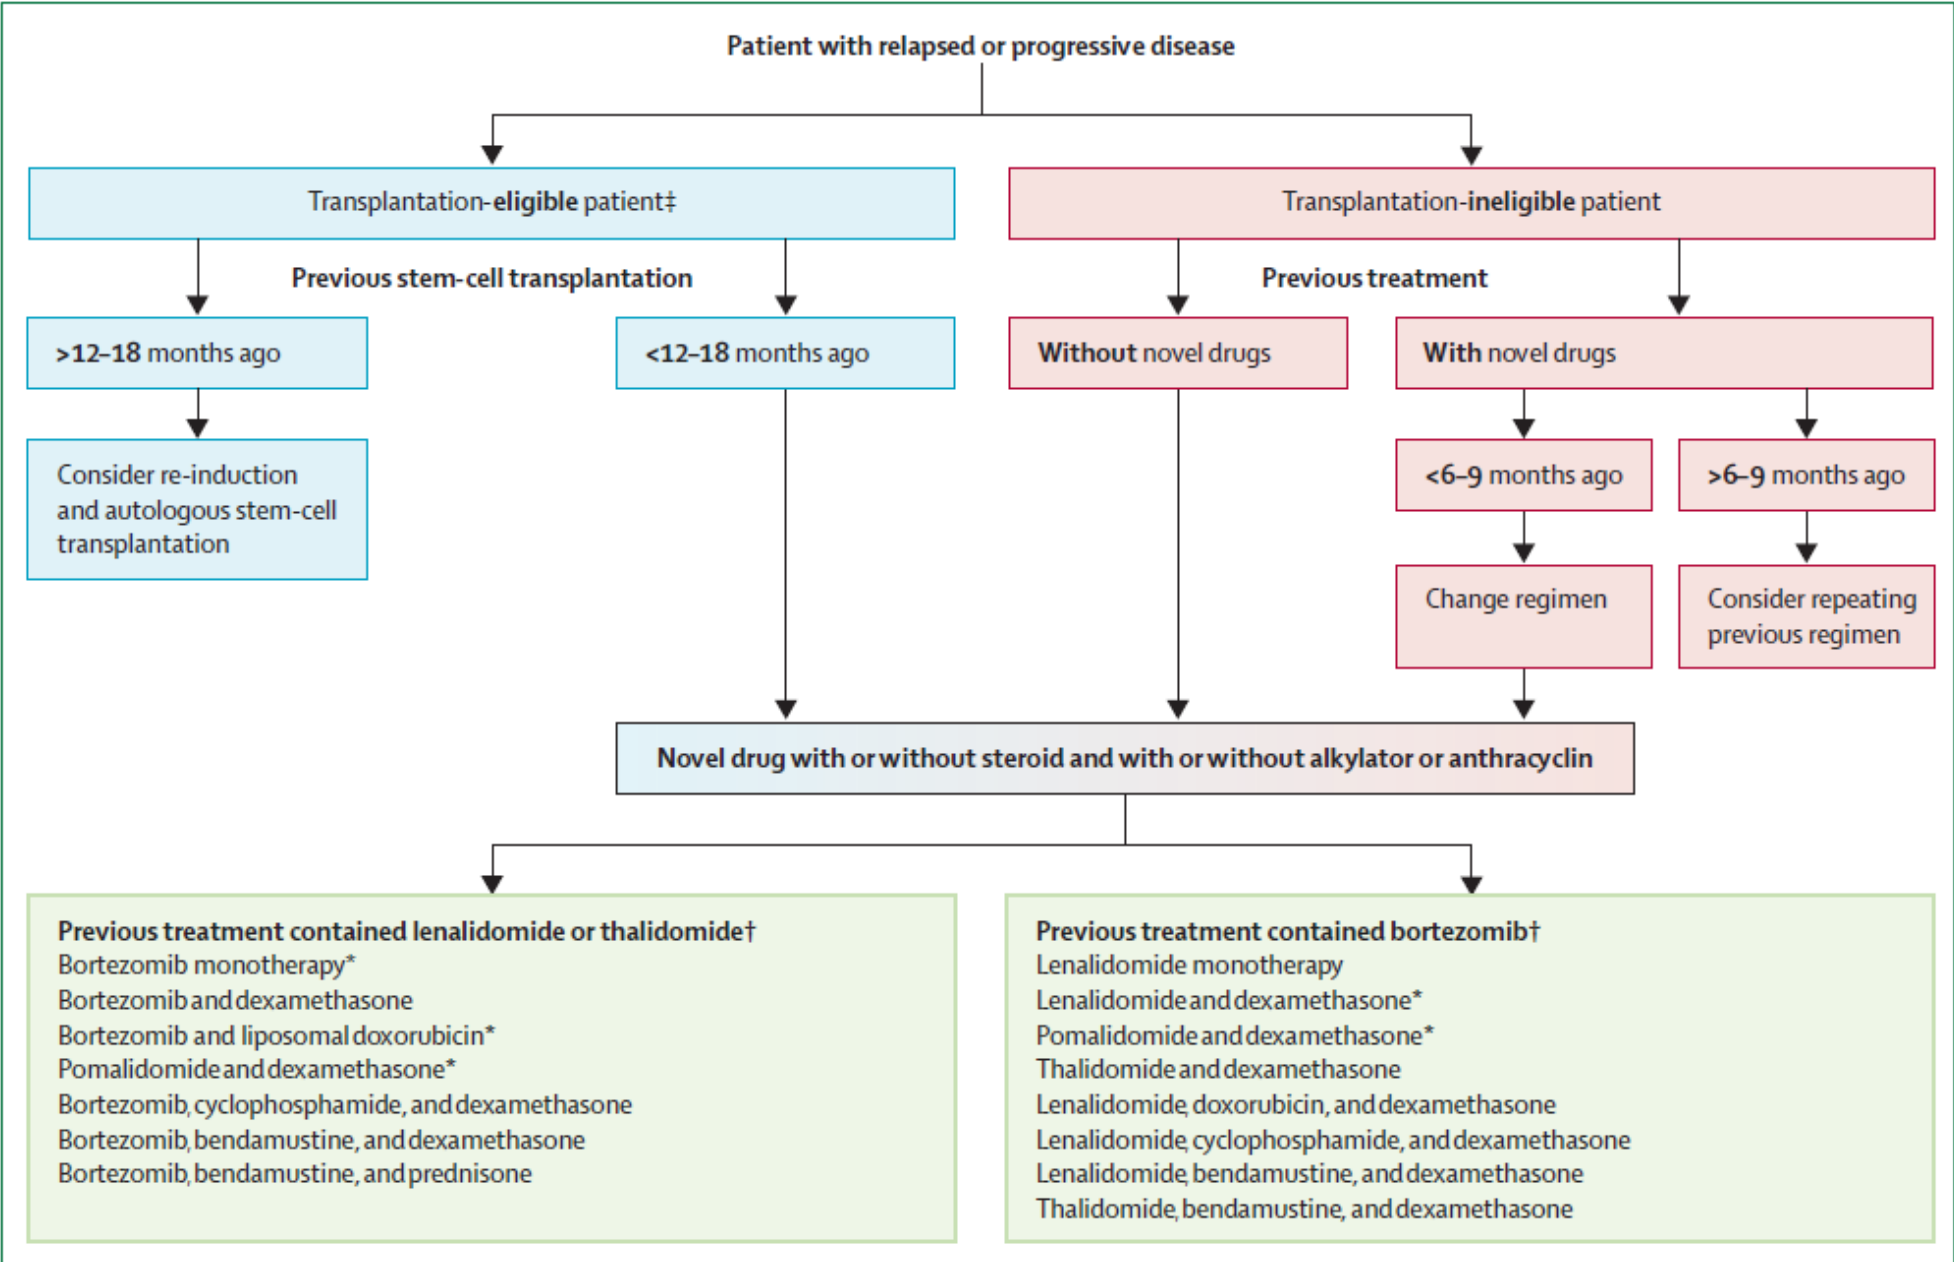 Patient with relapsed or progressive disease
Transplantation-eligible patient‡
Transplantation-ineligible patient
Previous stem-cell transplantation
Previous treatment
>12–18 months ago
<12–18 months ago
Without novel drugs
With novel drugs
Consider re-induction
and autologous stem-cell
transplantation
<6–9 months ago
>6–9 months ago
Change regimen
Consider repeating
previous regimen
Novel drug with or without steroid and with or without alkylator or anthracyclin
Previous treatment contained lenalidomide or thalidomide†
Bortezomib monotherapy*
Bortezomib and dexamethasone
Bortezomib and liposomal doxorubicin*
Pomalidomide and dexamethasone*
Bortezomib, cyclophosphamide, and dexamethasone
Bortezomib, bendamustine, and dexamethasone
Bortezomib, bendamustine, and prednisone
Previous treatment contained bortezomib†
Lenalidomide monotherapy
Lenalidomide and dexamethasone*
Pomalidomide and dexamethasone*
Thalidomide and dexamethasone
Lenalidomide, doxorubicin, and dexamethasone
Lenalidomide, cyclophosphamide, and dexamethasone
Lenalidomide, bendamustine, and dexamethasone
Thalidomide, bendamustine, and dexamethasone